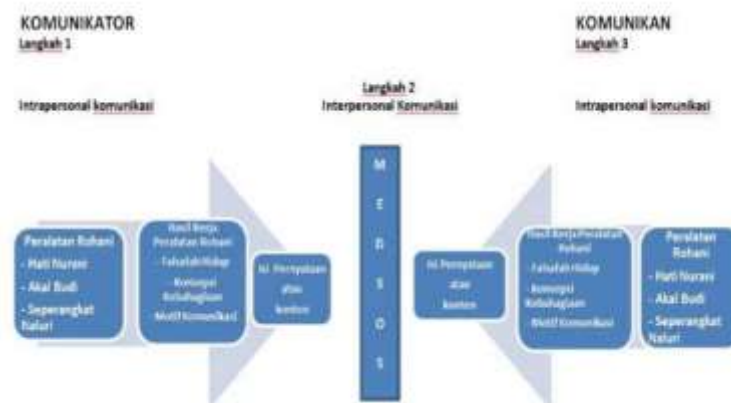 KOMUNIKATOR
Langkah 1
KOMUNIKAN
Langkah 3
Langkah 2
Interpersonal Komunikasi
Intrapersonal komunikasi
Intrapersonal komunikasi
Peralatan Rohani
- Hati Nurani
- Akal Budi
- Seperangkat
Naluri
Hasil Kerja
Peralatan Rohani
- Falsafah Hidup
- Konsepsi
Kebahagiaan
-Motif Komunikasi
Isi Pernyataan
atau
konten
M
E
D
S
O
S
Isi Pernyataan
atau
konten
Hasil Kerja Peralatan
Rohani
- Falsafah Hidup
- Konsepsi
Kebahagiaan
- Motif Komunikasi
Peralatan
Rohani
- Hati Nurani
- Akal Budi
- Seperangkat
Naluri